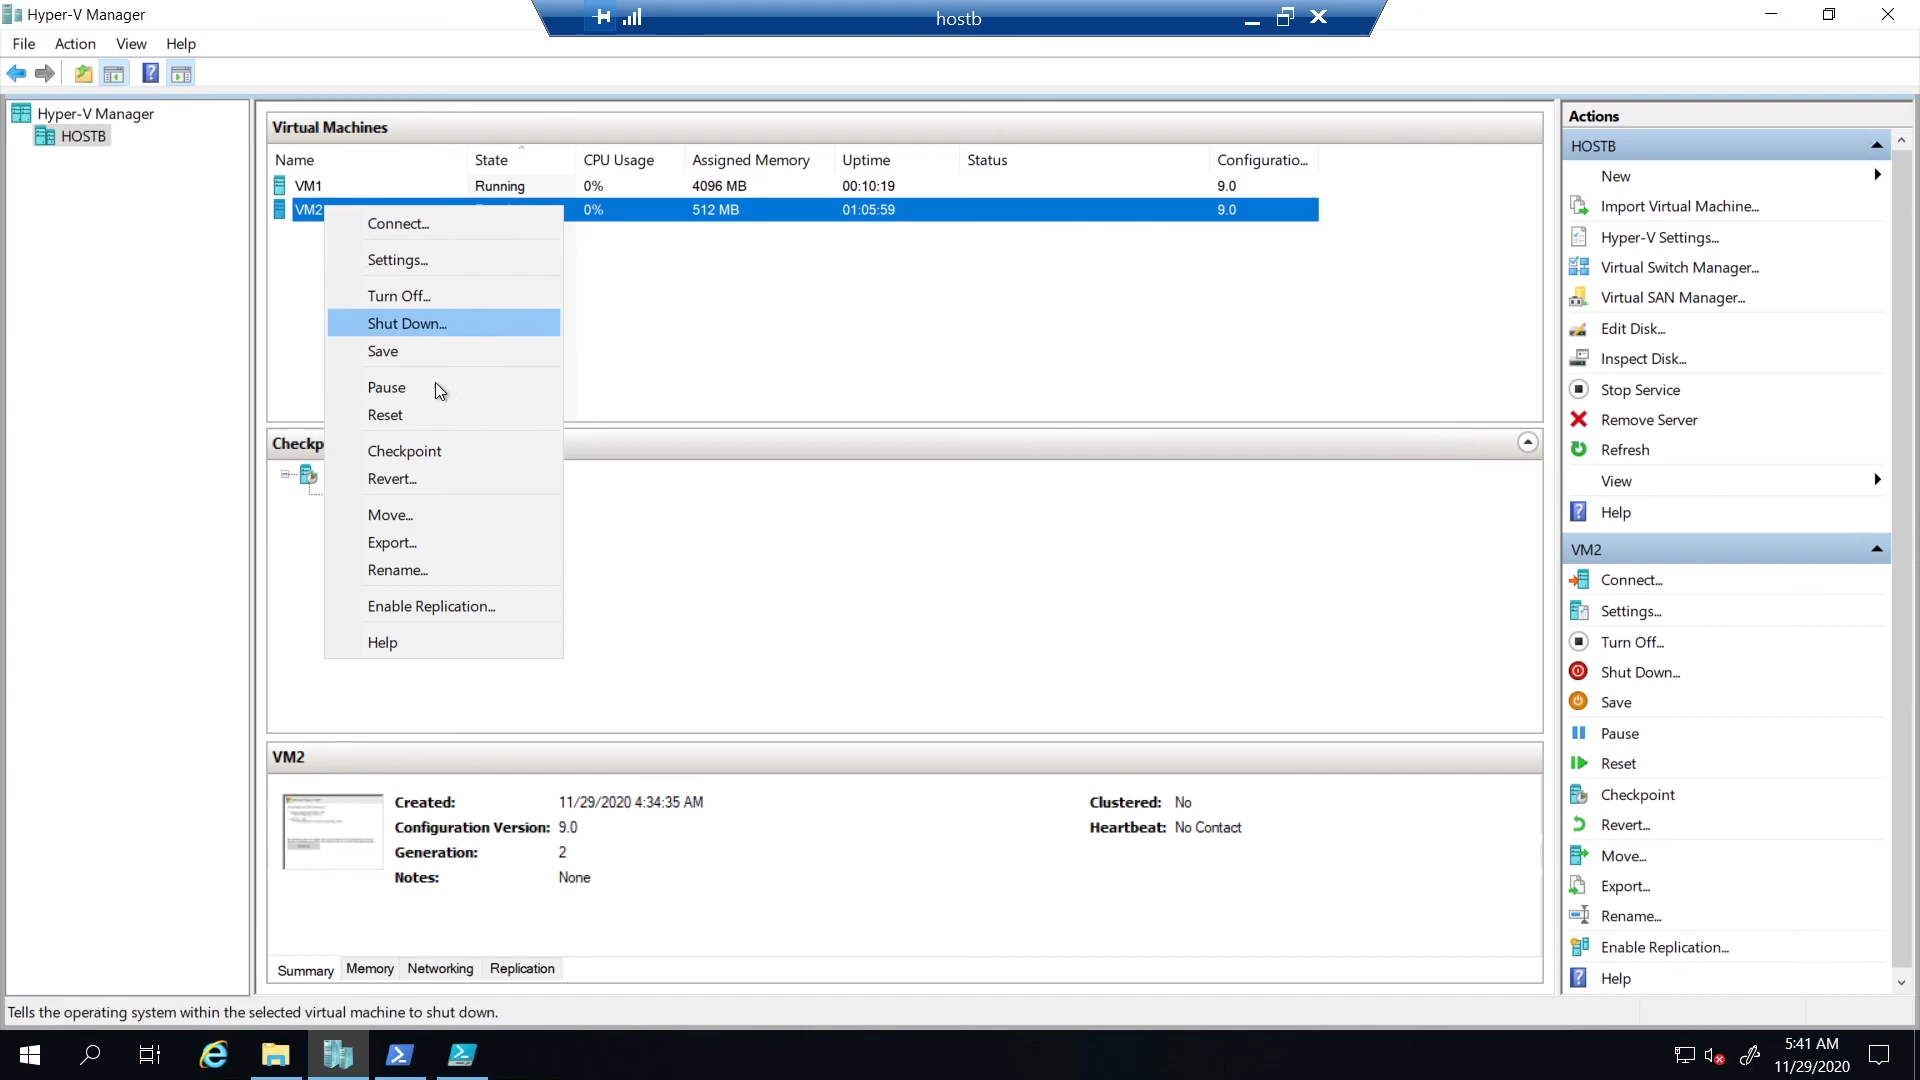 Hyper-V Manager
hostb
File Action View Help
Hyper-V Manager
HOSTB
Virtual Machines
Name State CPU Usage Assigned Memory Uptime Status Configuratio...
VM1 Running 0% 4096 MB 00:10:19 9.0
VM2 0% 512 MB 01:05:59 9.0
Connect...
Settings...
Turn Off...
Shut Down...
Save
Pause
Reset
Checkpoint
Revert...
Move...
Export...
Rename...
Enable Replication...
Help
Checkp
VM2
Created: 11/29/2020 4:34:35 AM Clustered: No
Configuration Version: 9.0 Heartbeat: No Contact
Generation: 2
Notes: None
Summary Memory Networking Replication
Actions
HOSTB
New
Import Virtual Machine...
Hyper-V Settings...
Virtual Switch Manager...
Virtual SAN Manager...
Edit Disk...
Inspect Disk...
Stop Service
Remove Server
Refresh
View
Help
VM2
Connect...
Settings...
Turn Off...
Shut Down...
Save
Pause
Reset
Checkpoint
Revert...
Move...
Export...
Rename...
Enable Replication...
Help
Tells the operating system within the selected virtual machine to shut down.
5:41 AM
11/29/2020